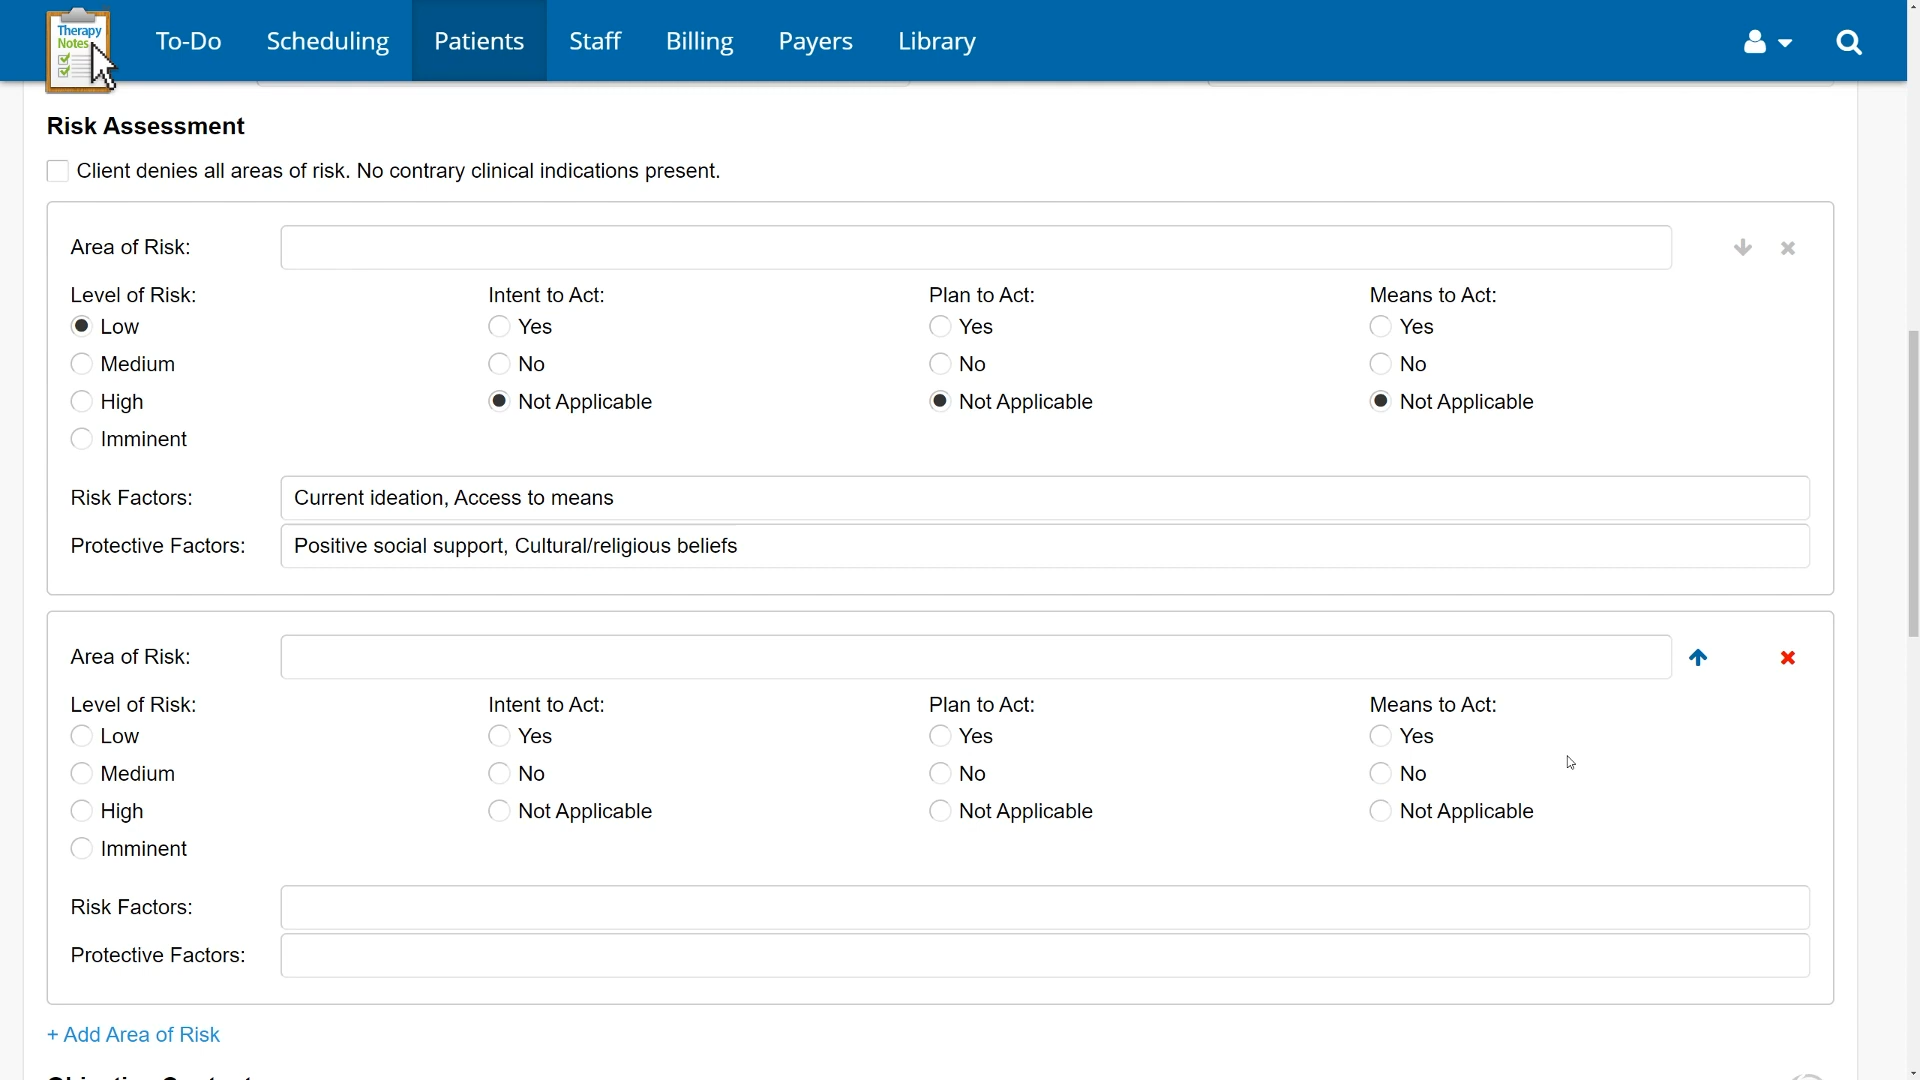 Therapy
Notes
To-Do Scheduling Patients Staff Billing Payers Library
Risk Assessment
Client denies all areas of risk. No contrary clinical indications present.
Area of Risk:
Level of Risk: Intent to Act: Plan to Act: Means to Act:
Low Yes Yes Yes
Medium No No No
High Not Applicable Not Applicable Not Applicable
Imminent
Risk Factors: Current ideation, Access to means
Protective Factors: Positive social support, Cultural/religious beliefs
Area of Risk:
Level of Risk: Intent to Act: Plan to Act: Means to Act:
Low Yes Yes Yes
Medium No No No
High Not Applicable Not Applicable Not Applicable
Imminent
Risk Factors:
Protective Factors:
+ Add Area of Risk